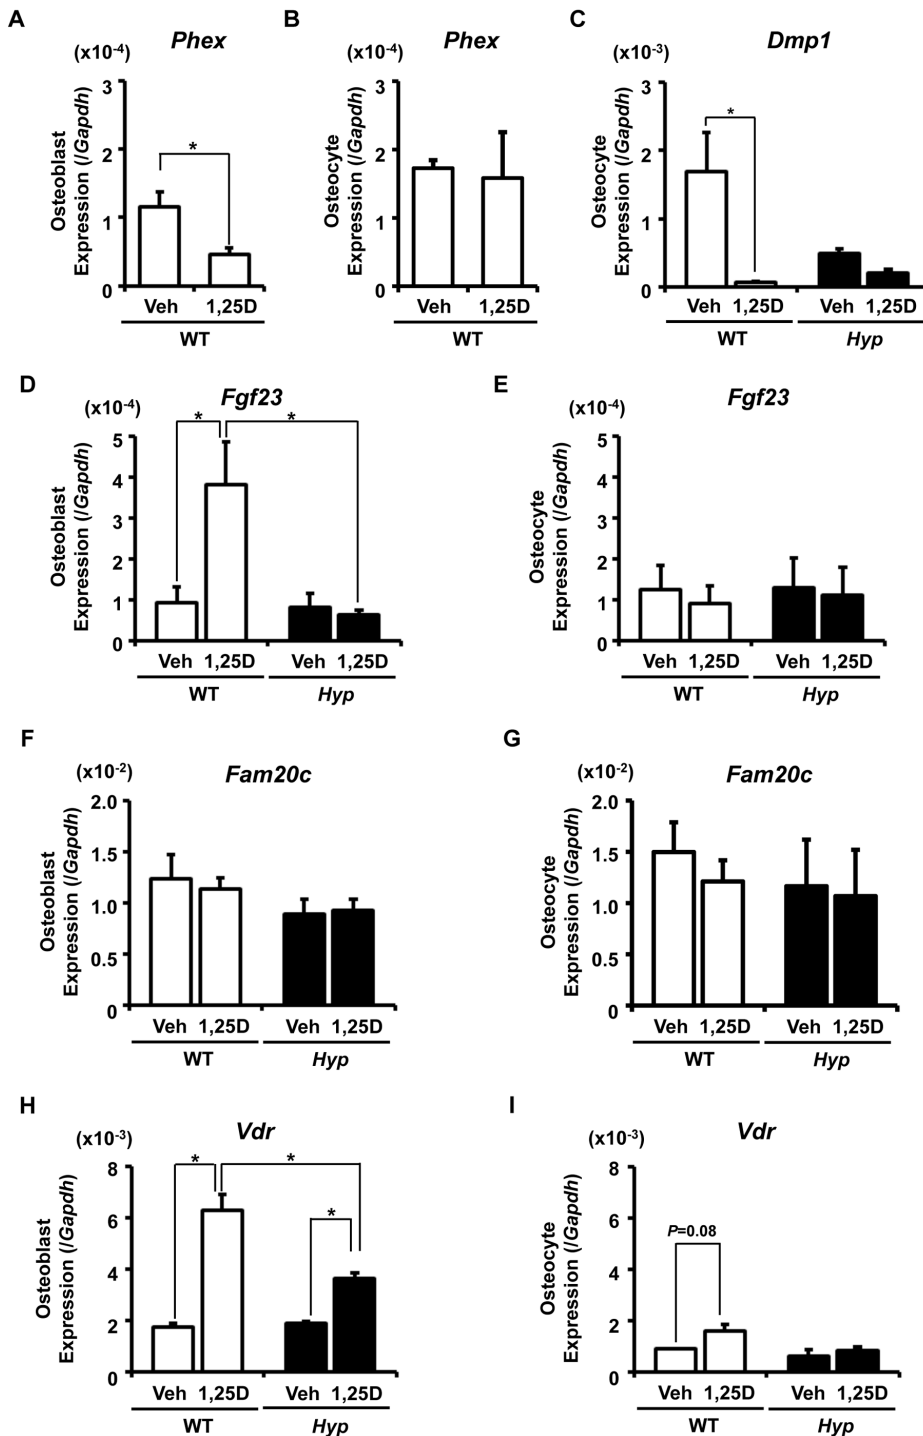 A
Phex
(x10-4)
Osteoblast
Expression (/Gapdh)
3
2
1
0
*
Veh 1,25D
WT
B
Phex
(x10-4)
Osteocyte
Expression (/Gapdh)
3
2
1
0
Veh 1,25D
WT
C
Dmp1
(x10-3)
Osteocyte
Expression (/Gapdh)
3
2
1
0
*
Veh 1,25D Veh 1,25D
WT Hyp
D
Fgf23
(x10-4)
Osteoblast
Expression (/Gapdh)
5
4
3
2
1
0
* *
Veh 1,25D Veh 1,25D
WT Hyp
E
Fgf23
(x10-4)
Osteocyte
Expression (/Gapdh)
5
4
3
2
1
0
Veh 1,25D Veh 1,25D
WT Hyp
F
Fam20c
(x10-2)
Osteoblast
Expression (/Gapdh)
2.0
1.5
1.0
0.5
0
Veh 1,25D Veh 1,25D
WT Hyp
G
Fam20c
(x10-2)
Osteocyte
Expression (/Gapdh)
2.0
1.5
1.0
0.5
0
Veh 1,25D Veh 1,25D
WT Hyp
H
Vdr
(x10-3)
Osteoblast
Expression (/Gapdh)
8
6
4
2
0
* *
*
Veh 1,25D Veh 1,25D
WT Hyp
I
Vdr
(x10-3)
Osteocyte
Expression (/Gapdh)
8
6
4
2
0
P=0.08
Veh 1,25D Veh 1,25D
WT Hyp